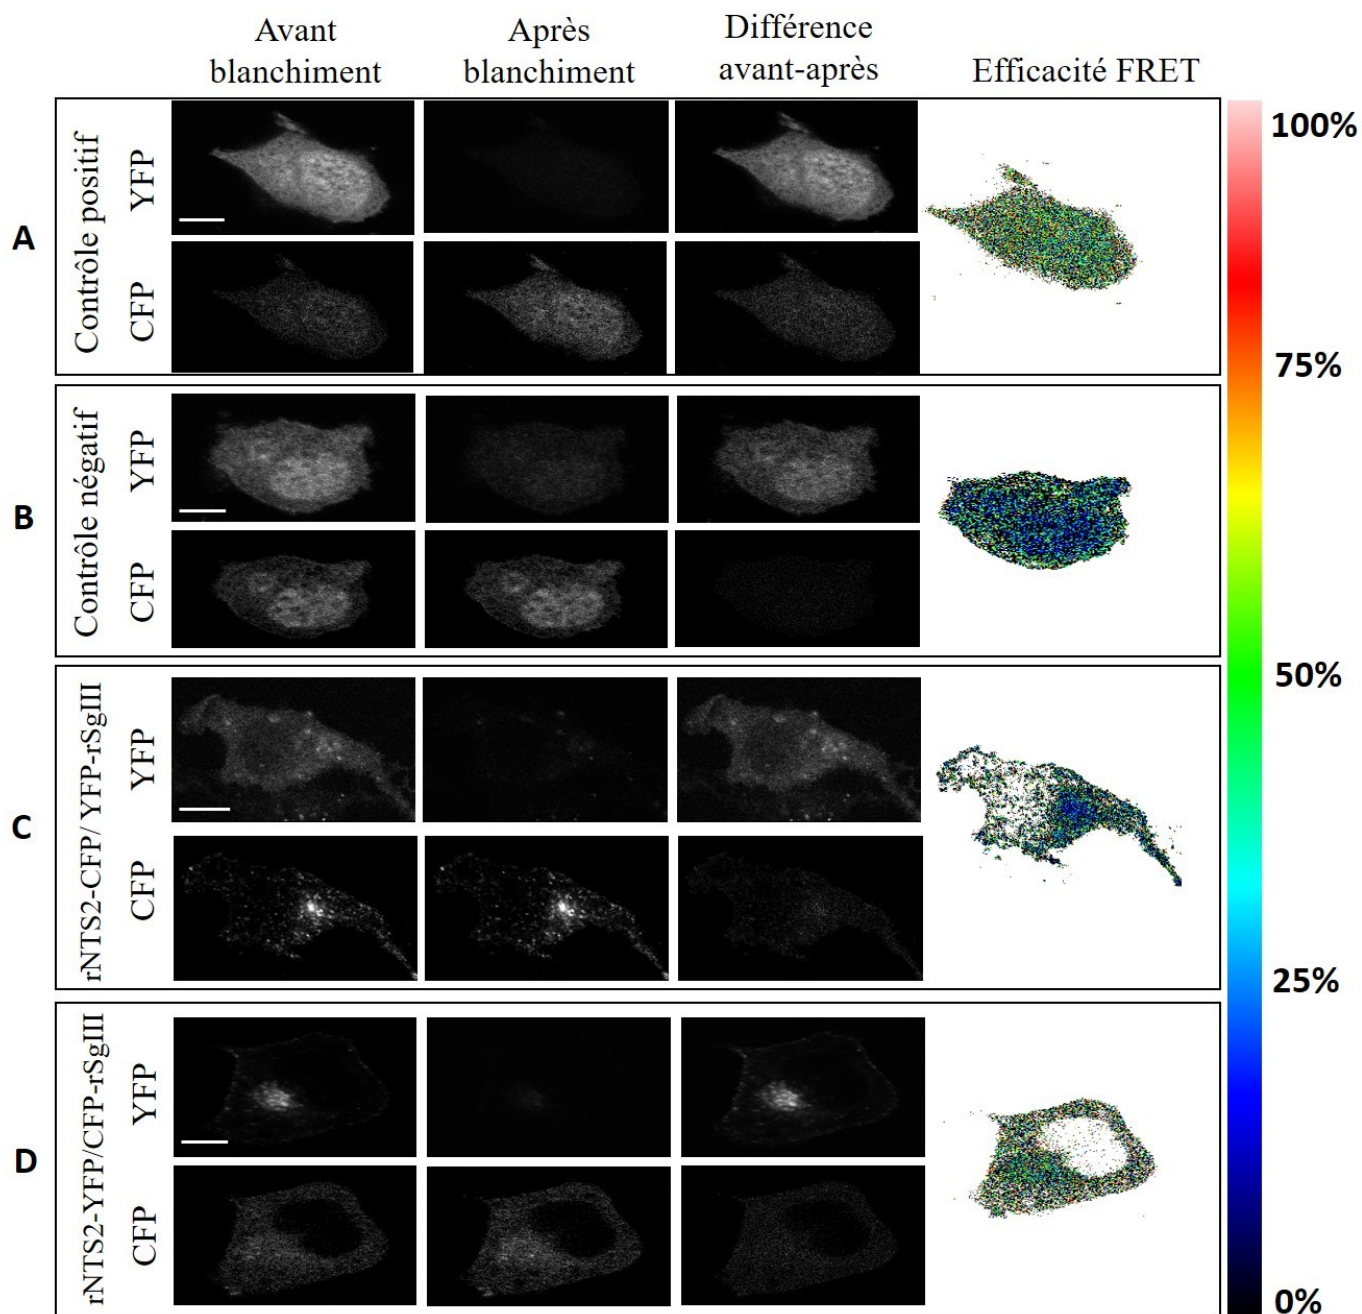 Avant
blanchiment
Après
blanchiment
Différence
avant-après
Efficacité FRET
A
Contrôle positif
YFP
CFP
B
Contrôle négatif
YFP
CFP
C
rNTS2-CFP/ YFP-rSgIII
YFP
CFP
D
rNTS2-YFP/CFP-rSgIII
YFP
CFP
100%
75%
50%
25%
0%